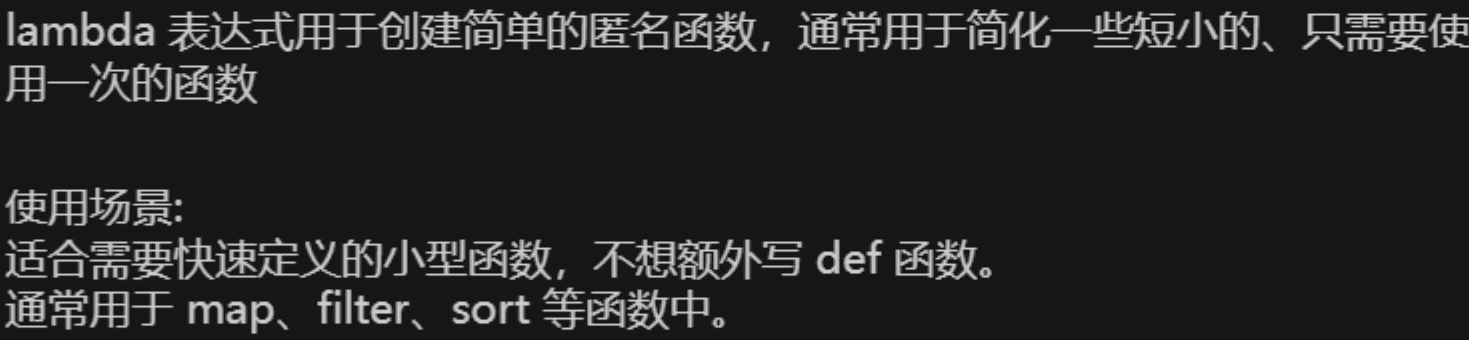 lambda 表达式用于创建简单的匿名函数，通常用于简化一些短小的、只需要使
用一次的函数
使用场景:
适合需要快速定义的小型函数，不想额外写 def 函数。
通常用于 map、filter、sort 等函数中。